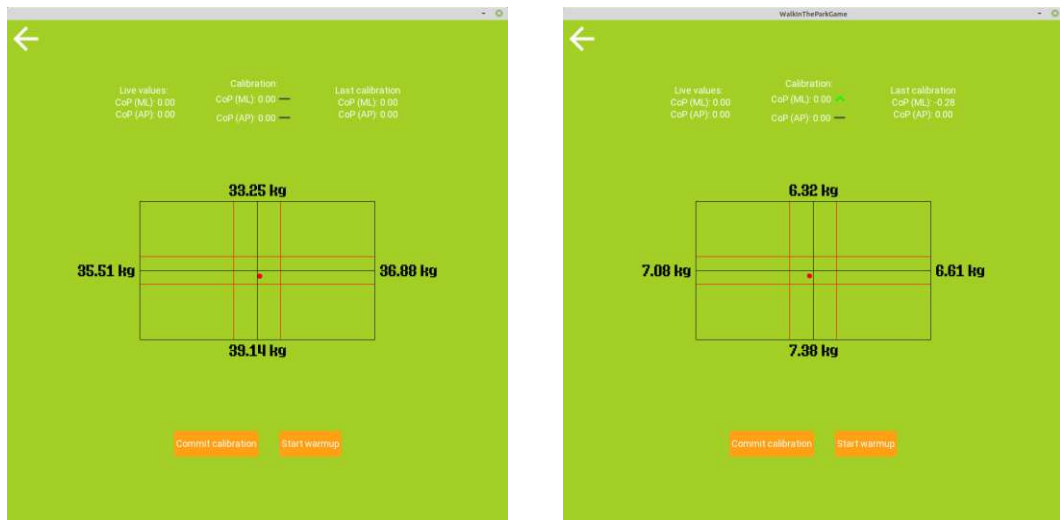 Live values:
CoP (ML): 0.00
CoP (AP): 0.00
Calibration:
CoP (ML): 0.00
CoP (AP): 0.00
Last calibration
CoP (ML): 0.00
CoP (AP): 0.00
33.25 kg
35.51 kg
36.88 kg
39.14 kg
Commit calibration
Start warmup
WalkInTheParkGame
Live values:
CoP (ML): 0.00
CoP (AP): 0.00
Calibration:
CoP (ML): 0.00
CoP (AP): 0.00
Last calibration
CoP (ML): -0.28
CoP (AP): 0.00
6.32 kg
7.08 kg
6.61 kg
7.38 kg
Commit calibration
Start warmup